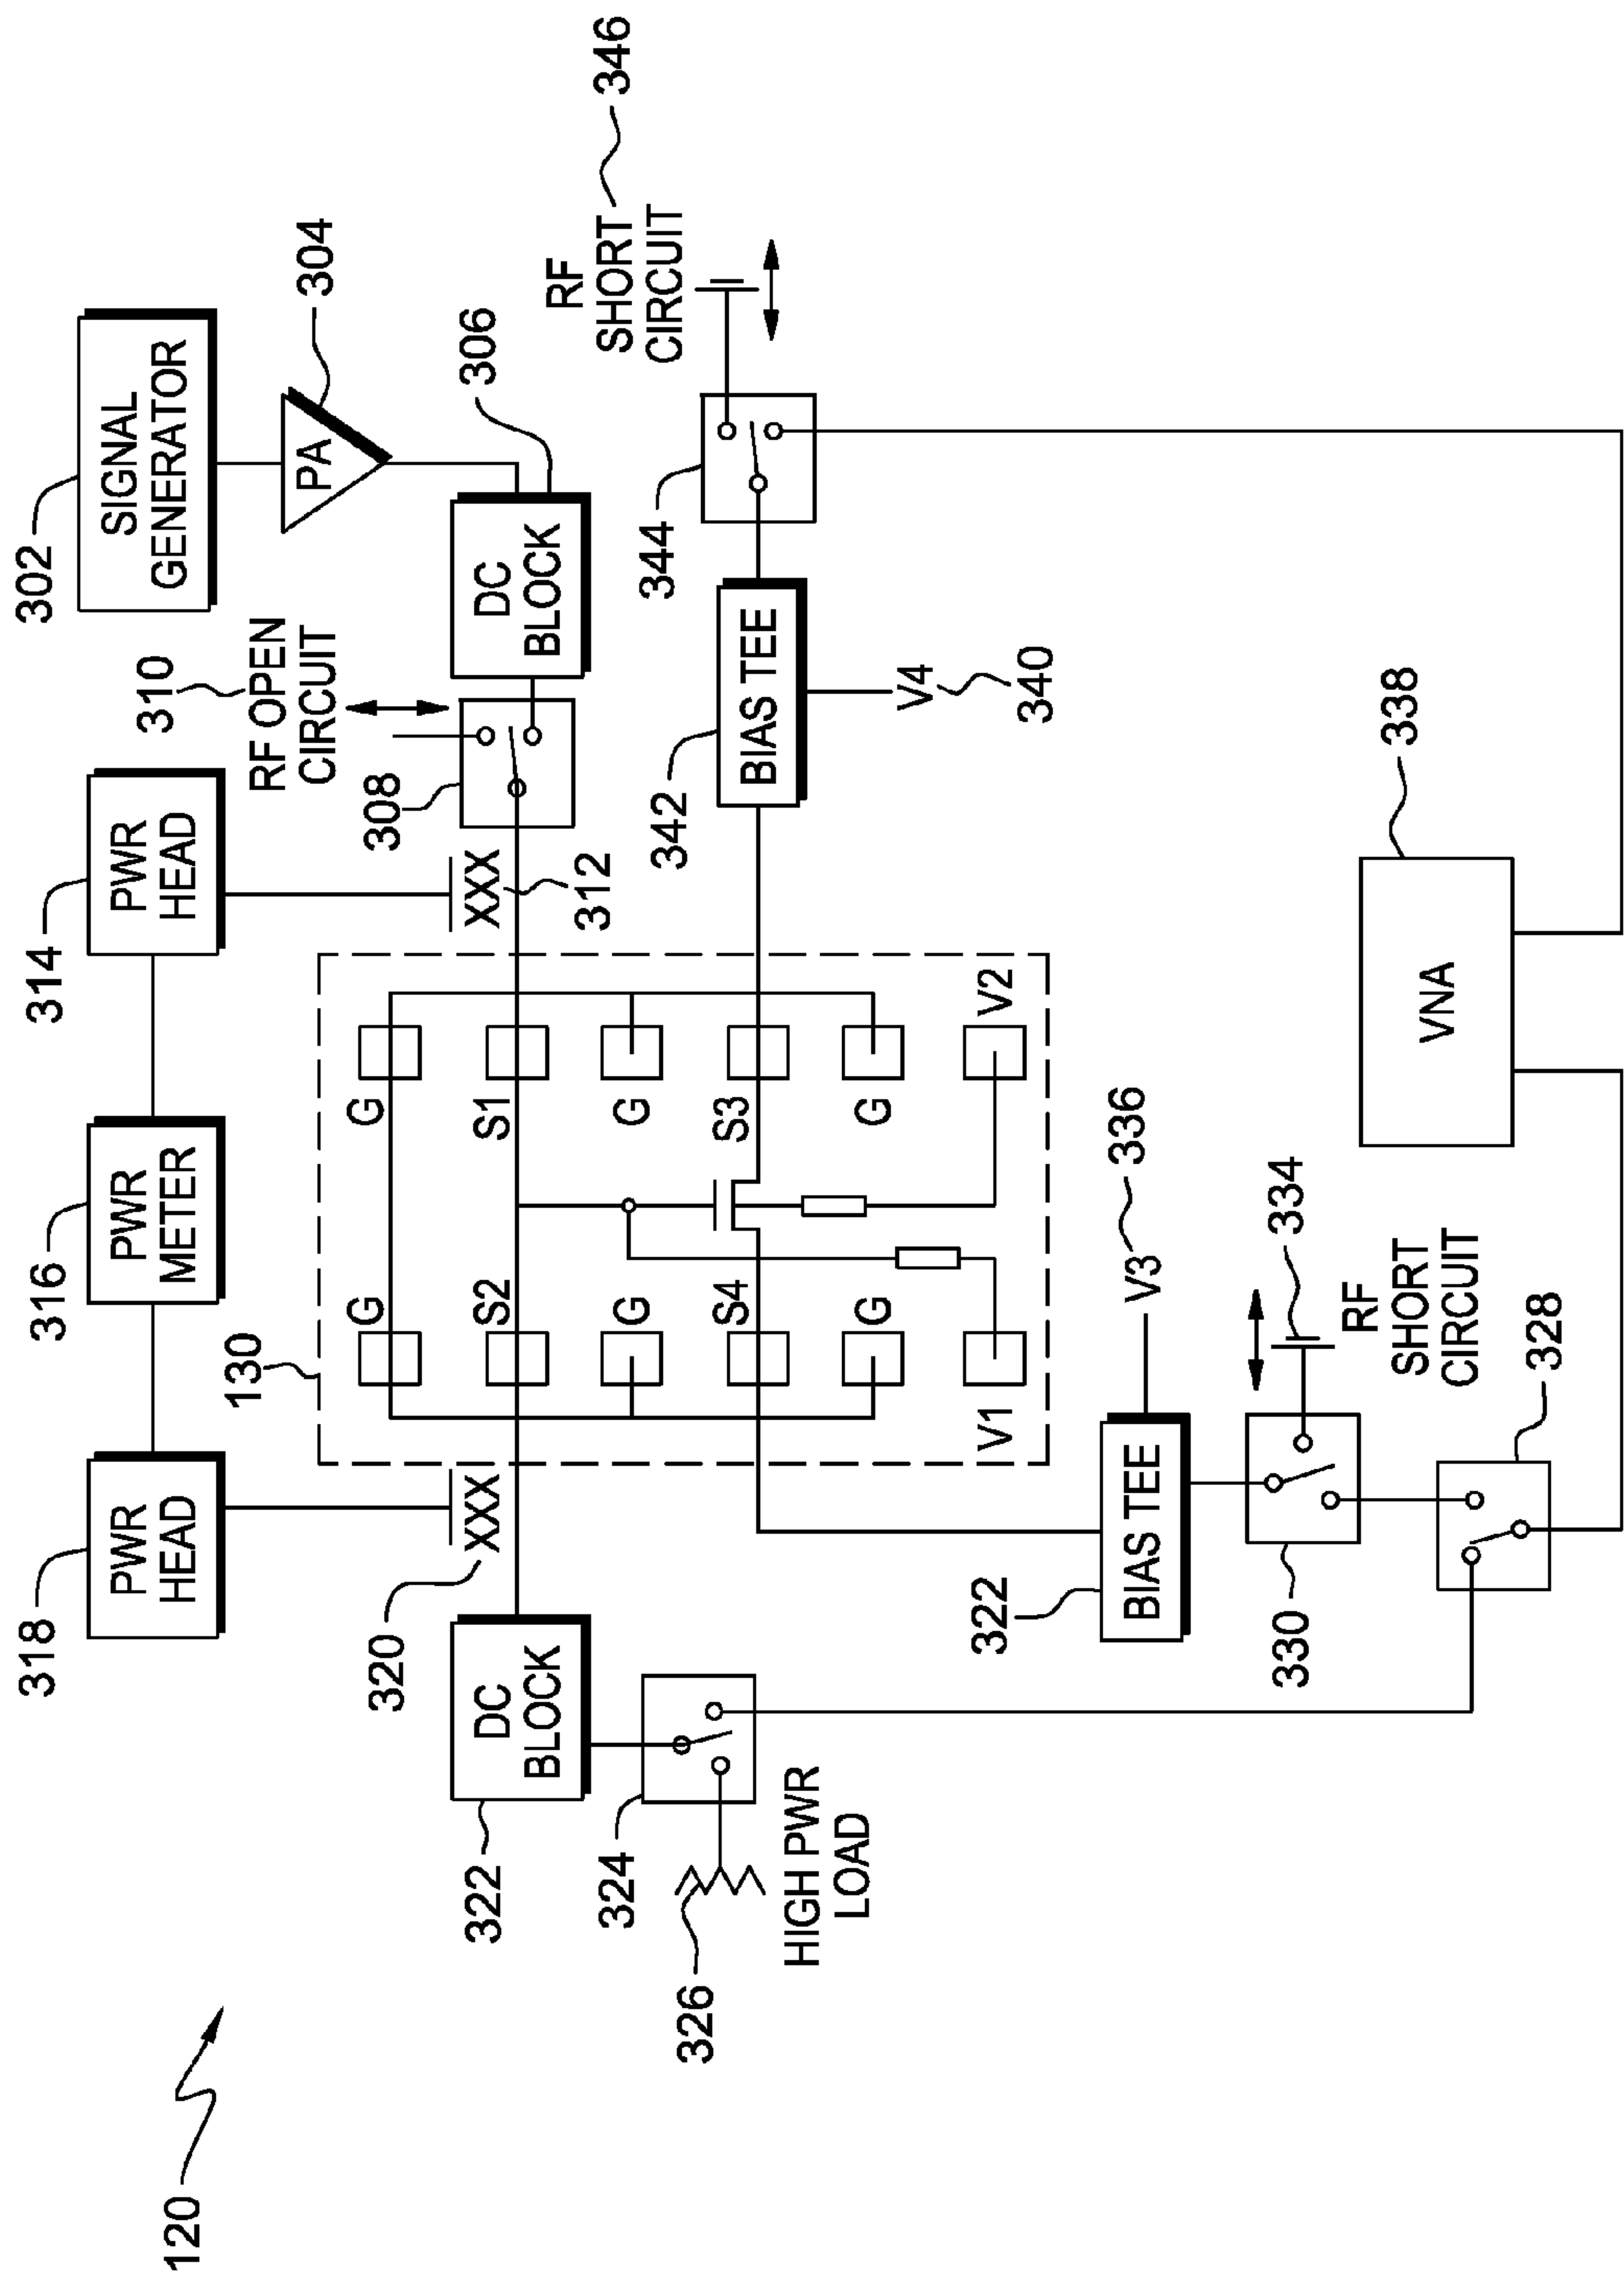 120
318
PWR
HEAD
316
PWR
METER
314
PWR
HEAD
302
SIGNAL
GENERATOR
310
RF OPEN
CIRCUIT
PA
304
130
320
XXX
XXX
312
308
306
322
DC
BLOCK
DC
BLOCK
G
G
S2
S1
G
G
S4
S3
G
G
V1
V2
324
326
HIGH PWR
LOAD
342
BIAS TEE
344
RF
SHORT
CIRCUIT
346
V4
340
322
BIAS TEE
V3
336
330
334
RF
SHORT
CIRCUIT
328
VNA
338